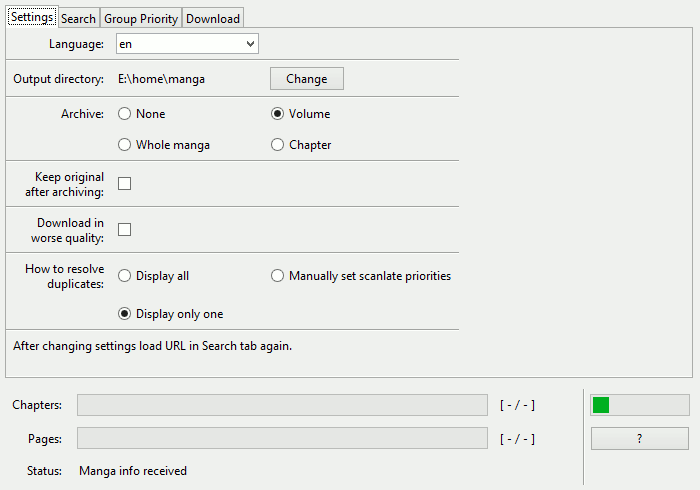 Settings Search Group Priority Download
Language: en
Output directory: E:\home\manga Change
Archive: None Volume
Whole manga Chapter
Keep original
after archiving:
Download in
worse quality:
How to resolve
duplicates: Display all Manually set scanlate priorities
Display only one
After changing settings load URL in Search tab again.
Chapters: [ - / - ]
Pages: [ - / - ] ?
Status: Manga info received